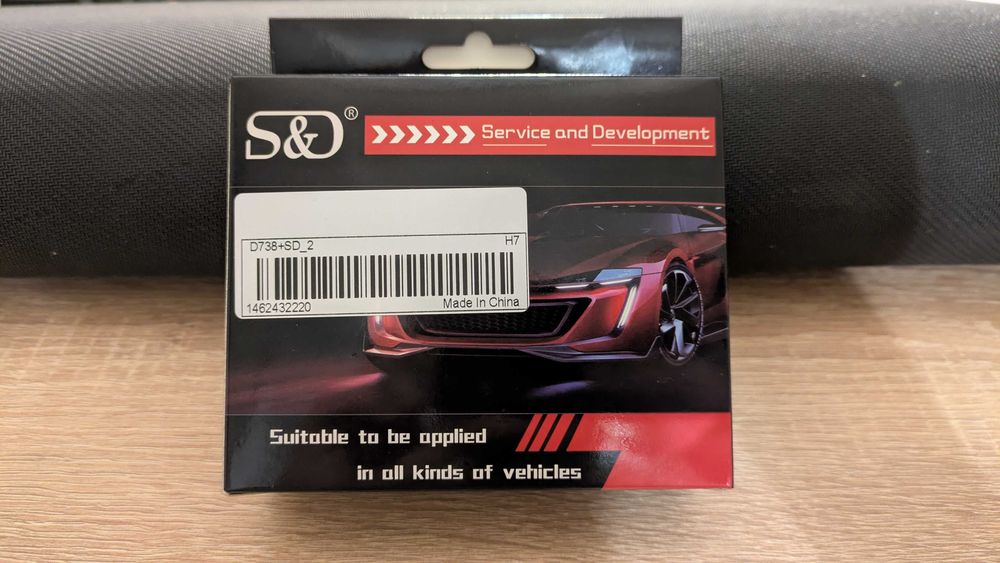 S&D® >>>>>> Service and Development
D738+SD_2 H7
1462432220 Made In China
Suitable to be applied
in all kinds of vehicles